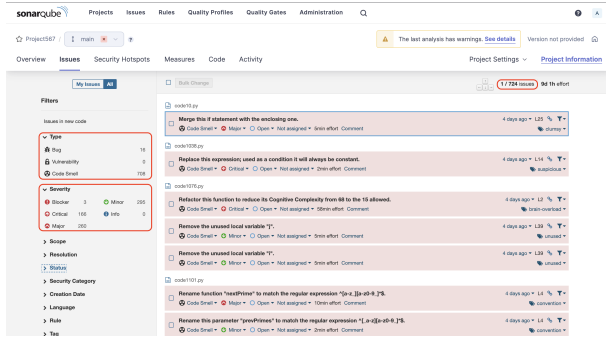 sonarqube
Projects Issues Rules Quality Profiles Quality Gates Administration
A
Project567 / main
The last analysis has warnings. See details Version not provided
Overview Issues Security Hotspots Measures Code Activity Project Settings Project Information
My Issues All
Bulk Change
1 / 724 issues 9d 1h effort
Filters
Issues in new code
Type
Bug 16
Vulnerability 0
Code Smell 708
Severity
Blocker 3 Minor 295
Critical 166 Info 0
Major 260
Scope
Resolution
Status
Security Category
Creation Date
Language
Rule
Tag
code10.py
Merge this if statement with the enclosing one. 4 days ago L25
Code Smell Major Open Not assigned 5min effort Comment clumsy
code1038.py
Replace this expression; used as a condition it will always be constant. 4 days ago L14
Code Smell Critical Open Not assigned 2min effort Comment suspicious
code1076.py
Refactor this function to reduce its Cognitive Complexity from 68 to the 15 allowed. 4 days ago L2
Code Smell Critical Open Not assigned 58min effort Comment brain-overload
Remove the unused local variable "j". 4 days ago L39
Code Smell Minor Open Not assigned 5min effort Comment unused
Remove the unused local variable "i". 4 days ago L39
Code Smell Minor Open Not assigned 5min effort Comment unused
code1101.py
Rename function "nextPrime" to match the regular expression ^[a-z_][a-z0-9_]*$. 4 days ago L4
Code Smell Major Open Not assigned 10min effort Comment convention
Rename this parameter "prevPrimes" to match the regular expression ^[_a-z][a-z0-9_]*$. 4 days ago L4
Code Smell Minor Open Not assigned 2min effort Comment convention